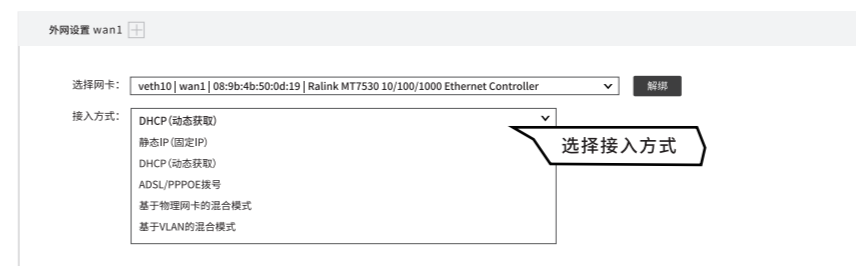 外网设置 wan1
选择网卡： veth10 | wan1 | 08:9b:4b:50:0d:19 | Ralink MT7530 10/100/1000 Ethernet Controller 解绑
接入方式： DHCP (动态获取)
静态IP (固定IP)
选择接入方式
DHCP (动态获取)
ADSL/PPPOE拨号
基于物理网卡的混合模式
基于VLAN的混合模式